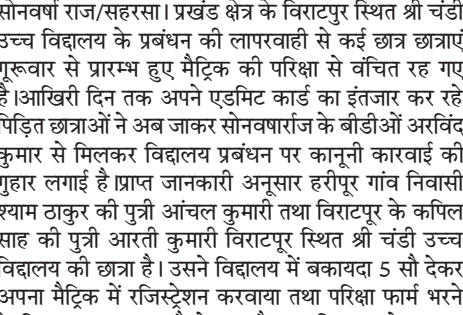 सोनवर्षा राज/सहरसा। प्रखंड क्षेत्र के विराटपुर स्थित श्री चंडी
उच्च विद्दालय के प्रबंधन की लापरवाही से कई छात्र छात्राएं
गूरूवार से प्रारम्भ हुए मैट्रिक की परिक्षा से वंचित रह गए
है।आखिरी दिन तक अपने एडमिट कार्ड का इंतजार कर रहे
पिड़ित छात्राओं ने अब जाकर सोनवषार्राज के बीडीओं अरविंद
कुमार से मिलकर विद्दालय प्रबंधन पर कानूनी कारवाई की
गुहार लगाई है।प्राप्त जानकारी अनूसार हरीपूर गांव निवासी
श्याम ठाकुर की पुत्री आंचल कुमारी तथा विराटपूर के कपिल
साह की पुत्री आरती कुमारी विराटपूर स्थित श्री चंडी उच्च
विद्दालय की छात्रा है। उसने विद्दालय में बकायदा 5 सौ देकर
अपना मैट्रिक में रजिस्ट्रेशन करवाया तथा परिक्षा फार्म भरने